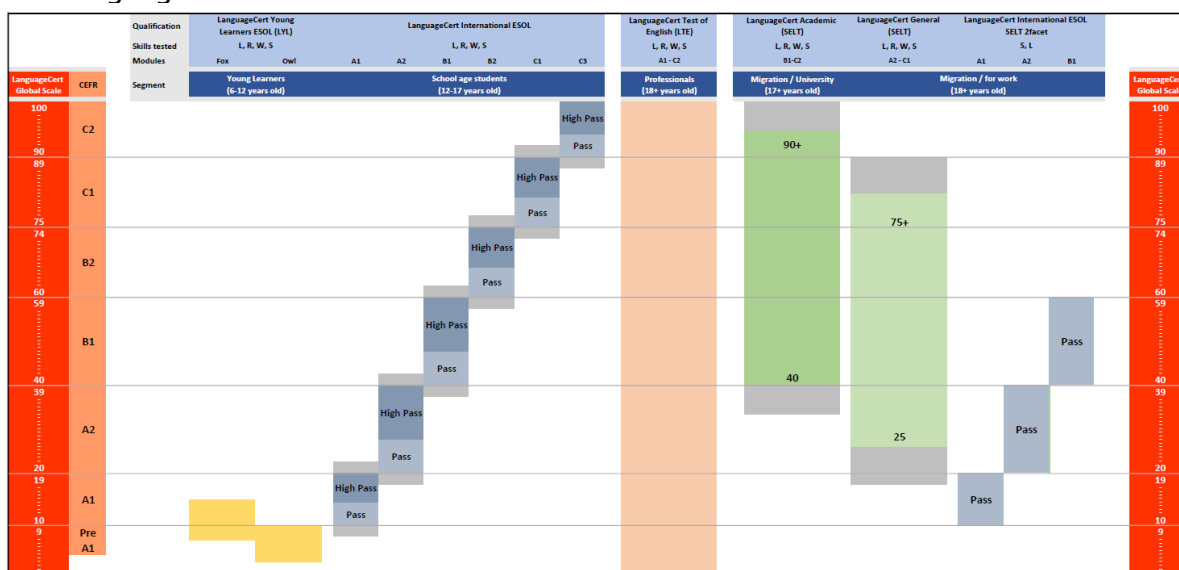 Qualification
LanguageCert Young
Learners ESOL (LYL)
LanguageCert International ESOL
LanguageCert Test of
English (LTE)
LanguageCert Academic
(SELT)
LanguageCert General
(SELT)
LanguageCert International ESOL
SELT 2facet
Skills tested
L, R, W, S
L, R, W, S
L, R, W, S
L, R, W, S
L, R, W, S
S, L
Modules
Fox
Owl
A1
A2
B1
B2
C1
C3
A1 - C2
B1-C2
A2 - C1
A1
A2
B1
LanguageCert
Global Scale
CEFR
Segment
Young Learners
(6-12 years old)
School age students
(12-17 years old)
Professionals
(18+ years old)
Migration / University
(17+ years old)
Migration / for work
(18+ years old)
LanguageCe
Global Scale
100
C2
High Pass
100
Pass
90+
90
90
89
High Pass
89
C1
Pass
75
75+
75
74
High Pass
74
B2
Pass
60
60
59
High Pass
59
B1
Pass
Pass
40
40
40
39
High Pass
39
A2
Pass
Pass
25
20
20
19
High Pass
19
A1
Pass
Pass
10
10
9
Pre
A1
9